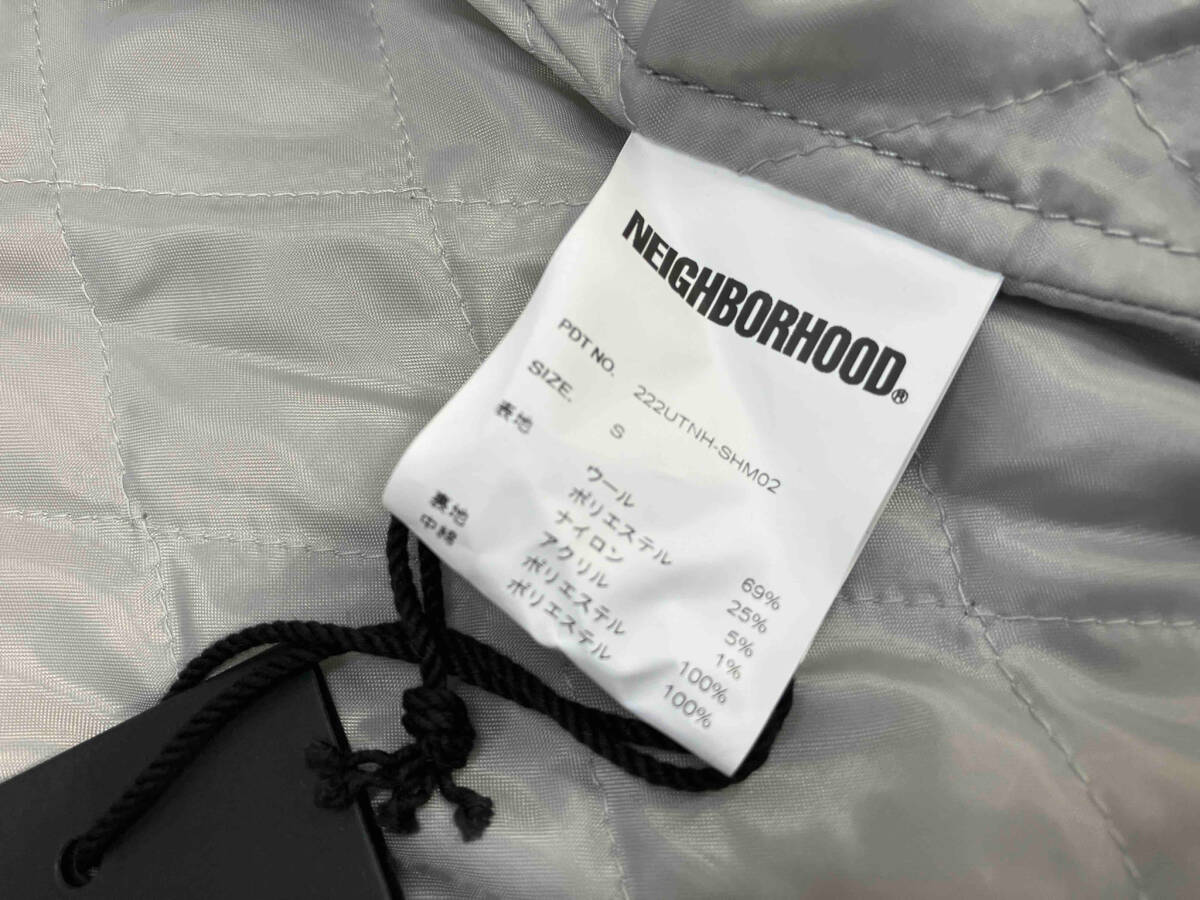 NEIGHBORHOOD®
PDT NO. 222UTNH-SHM02
SIZE. S
表地 ウール 69%
ポリエステル 25%
ナイロン 5%
アクリル 1%
表地 ポリエステル 100%
中綿 ポリエステル 100%